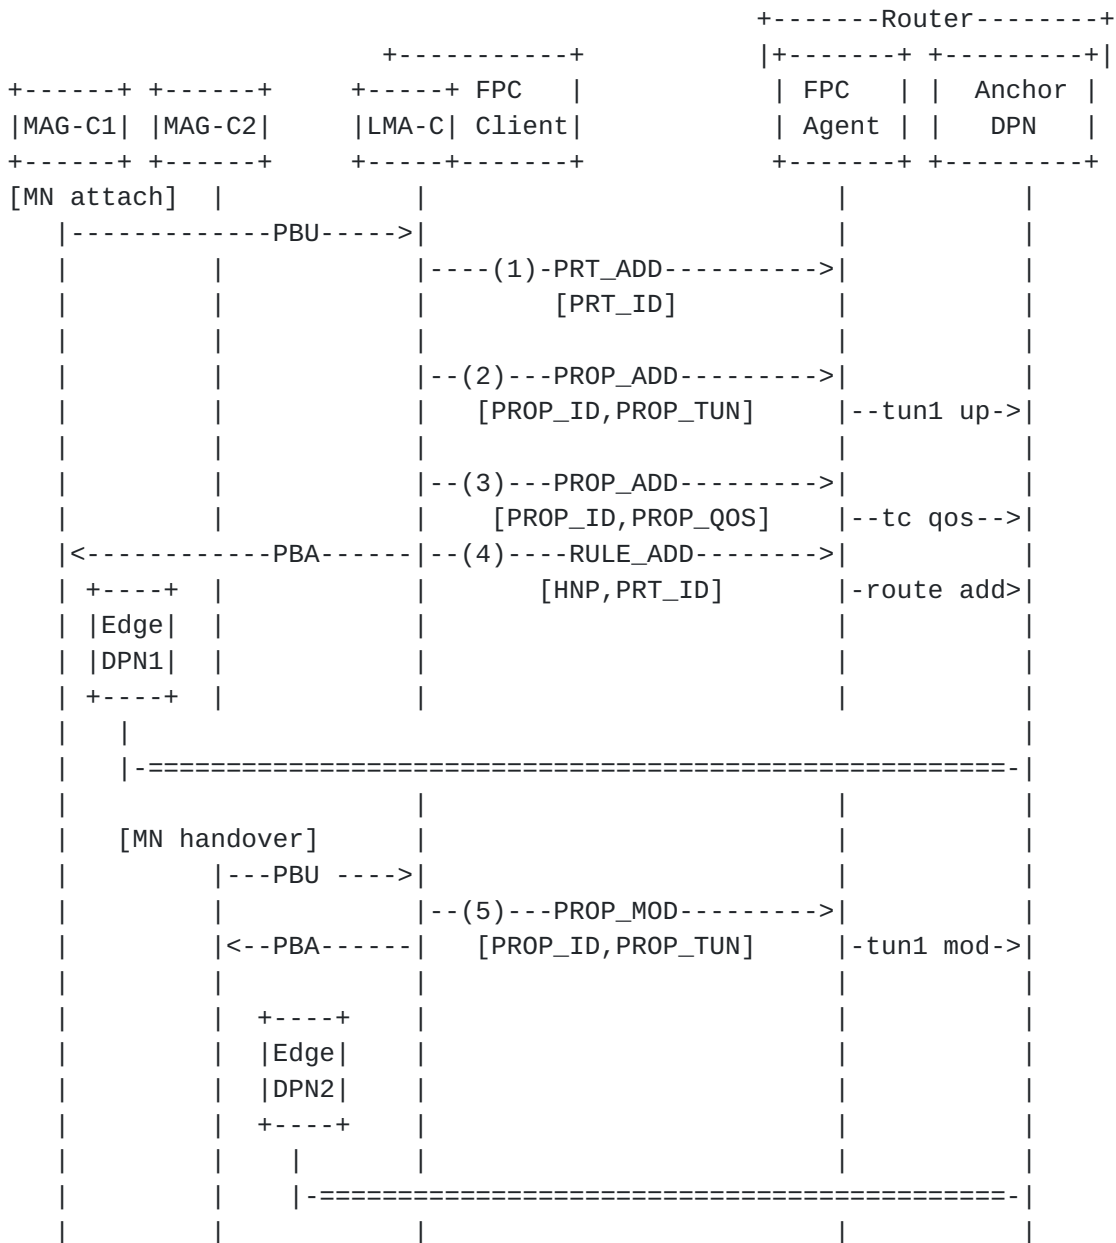 +-------Router--------+
                        +-----------+           |+-------+ +---------+|
+------+ +------+     +-----+ FPC   |            | FPC   | |  Anchor |
|MAG-C1| |MAG-C2|     |LMA-C| Client|            | Agent | |   DPN   |
+------+ +------+     +-----+-------+            +-------+ +---------+
[MN attach]  |            |                          |           |
   |-------------PBU----->|                          |           |
   |         |            |----(1)-PRT_ADD---------->|           |
   |         |            |        [PRT_ID]          |           |
   |         |            |                          |           |
   |         |            |--(2)---PROP_ADD--------->|           |
   |         |            |   [PROP_ID,PROP_TUN]     |--tun1 up->|
   |         |            |                          |           |
   |         |            |--(3)---PROP_ADD--------->|           |
   |         |            |    [PROP_ID,PROP_QOS]    |--tc qos-->|
   |<------------PBA------|--(4)----RULE_ADD-------->|           |
   | +----+  |            |       [HNP,PRT_ID]       |-route add>|
   | |Edge|  |            |                          |           |
   | |DPN1|  |            |                          |           |
   | +----+  |            |                          |           |
   |   |                                                         |
   |   |-=======================================================-|
   |                      |                          |           |
   |   [MN handover]      |                          |           |
   |         |---PBU ---->|                          |           |
   |         |            |--(5)---PROP_MOD--------->|           |
   |         |<--PBA------|   [PROP_ID,PROP_TUN]     |-tun1 mod->|
   |         |            |                          |           |
   |         |  +----+    |                          |           |
   |         |  |Edge|    |                          |           |
   |         |  |DPN2|    |                          |           |
   |         |  +----+    |                          |           |
   |         |    |       |                          |           |
   |         |    |-============================================-|
   |         |            |                          |           |